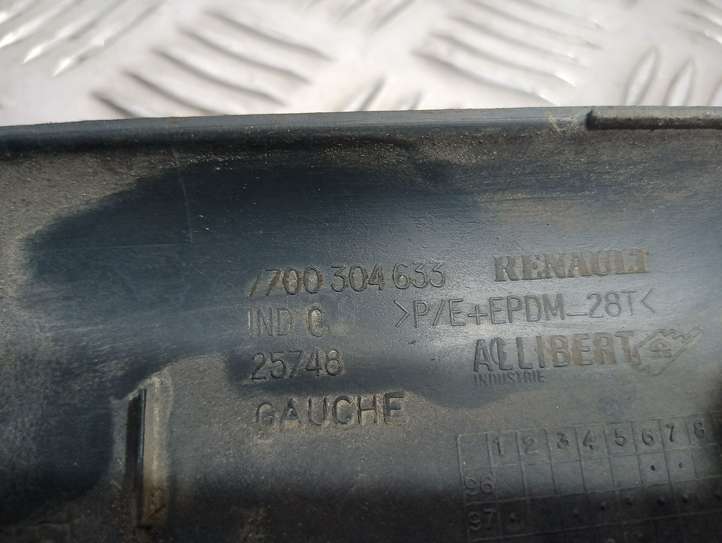 7700 304 633 RENAULT
IND C >P/E+EPDM-28T<
25748 ALLIBERT
INDUSTRIE
GAUCHE
1 2 3 4 5 6 7 8
96
97